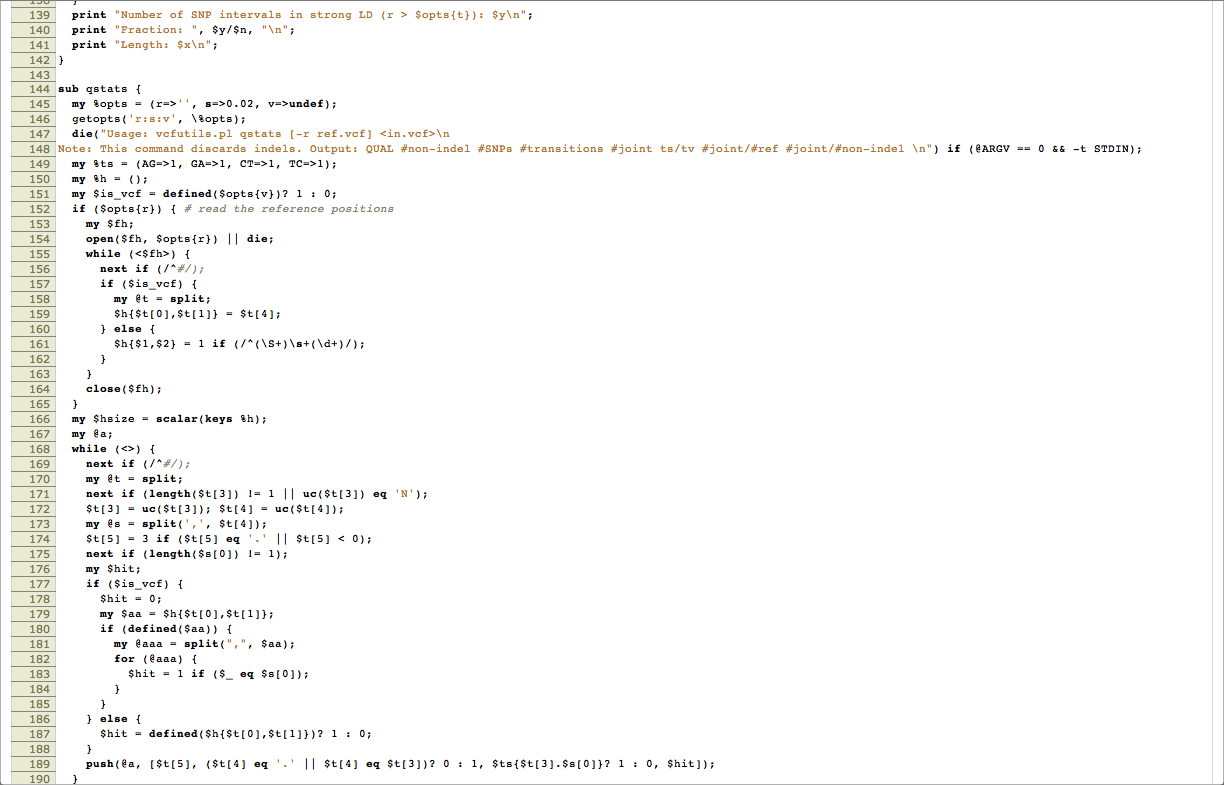 138 }
139 print "Number of SNP intervals in strong LD (r > $opts{t}): $y\n";
140 print "Fraction: ", $y/$n, "\n";
141 print "Length: $x\n";
142 }
143
144 sub qstats {
145 my %opts = (r=>'', s=>0.02, v=>undef);
146 getopts('r:s:v', \%opts);
147 die("Usage: vcfutils.pl qstats [-r ref.vcf] <in.vcf>\n
148 Note: This command discards indels. Output: QUAL #non-indel #SNPs #transitions #joint ts/tv #joint/#ref #joint/#non-indel \n") if (@ARGV == 0 && -t STDIN);
149 my %ts = (AG=>1, GA=>1, CT=>1, TC=>1);
150 my %h = ();
151 my $is_vcf = defined($opts{v})? 1 : 0;
152 if ($opts{r}) { # read the reference positions
153 my $fh;
154 open($fh, $opts{r}) || die;
155 while (<$fh>) {
156 next if (/^#/);
157 if ($is_vcf) {
158 my @t = split;
159 $h{$t[0],$t[1]} = $t[4];
160 } else {
161 $h{$1,$2} = 1 if (/^(\S+)\s+(\d+)/);
162 }
163 }
164 close($fh);
165 }
166 my $hsize = scalar(keys %h);
167 my @a;
168 while (<>) {
169 next if (/^#/);
170 my @t = split;
171 next if (length($t[3]) != 1 || uc($t[3]) eq 'N');
172 $t[3] = uc($t[3]); $t[4] = uc($t[4]);
173 my @s = split(',', $t[4]);
174 $t[5] = 3 if ($t[5] eq '.' || $t[5] < 0);
175 next if (length($s[0]) != 1);
176 my $hit;
177 if ($is_vcf) {
178 $hit = 0;
179 my $aa = $h{$t[0],$t[1]};
180 if (defined($aa)) {
181 my @aaa = split(",", $aa);
182 for (@aaa) {
183 $hit = 1 if ($_ eq $s[0]);
184 }
185 }
186 } else {
187 $hit = defined($h{$t[0],$t[1]})? 1 : 0;
188 }
189 push(@a, [$t[5], ($t[4] eq '.' || $t[4] eq $t[3])? 0 : 1, $ts{$t[3].$s[0]}? 1 : 0, $hit]);
190 }